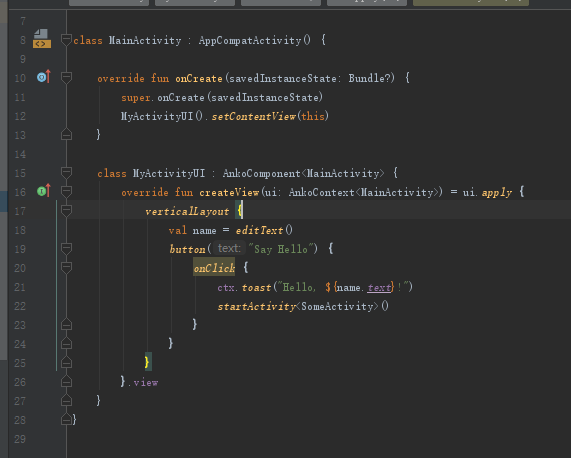 7
8 class MainActivity : AppCompatActivity() {
9
10 override fun onCreate(savedInstanceState: Bundle?) {
11 super.onCreate(savedInstanceState)
12 MyActivityUI().setContentView(this)
13 }
14
15 class MyActivityUI : AnkoComponent<MainActivity> {
16 override fun createView(ui: AnkoContext<MainActivity>) = ui.apply {
17 verticalLayout {
18 val name = editText()
19 button( text: "Say Hello") {
20 onClick {
21 ctx.toast("Hello, ${name.text}!")
22 startActivity<SomeActivity>()
23 }
24 }
25 }
26 }.view
27 }
28 }
29